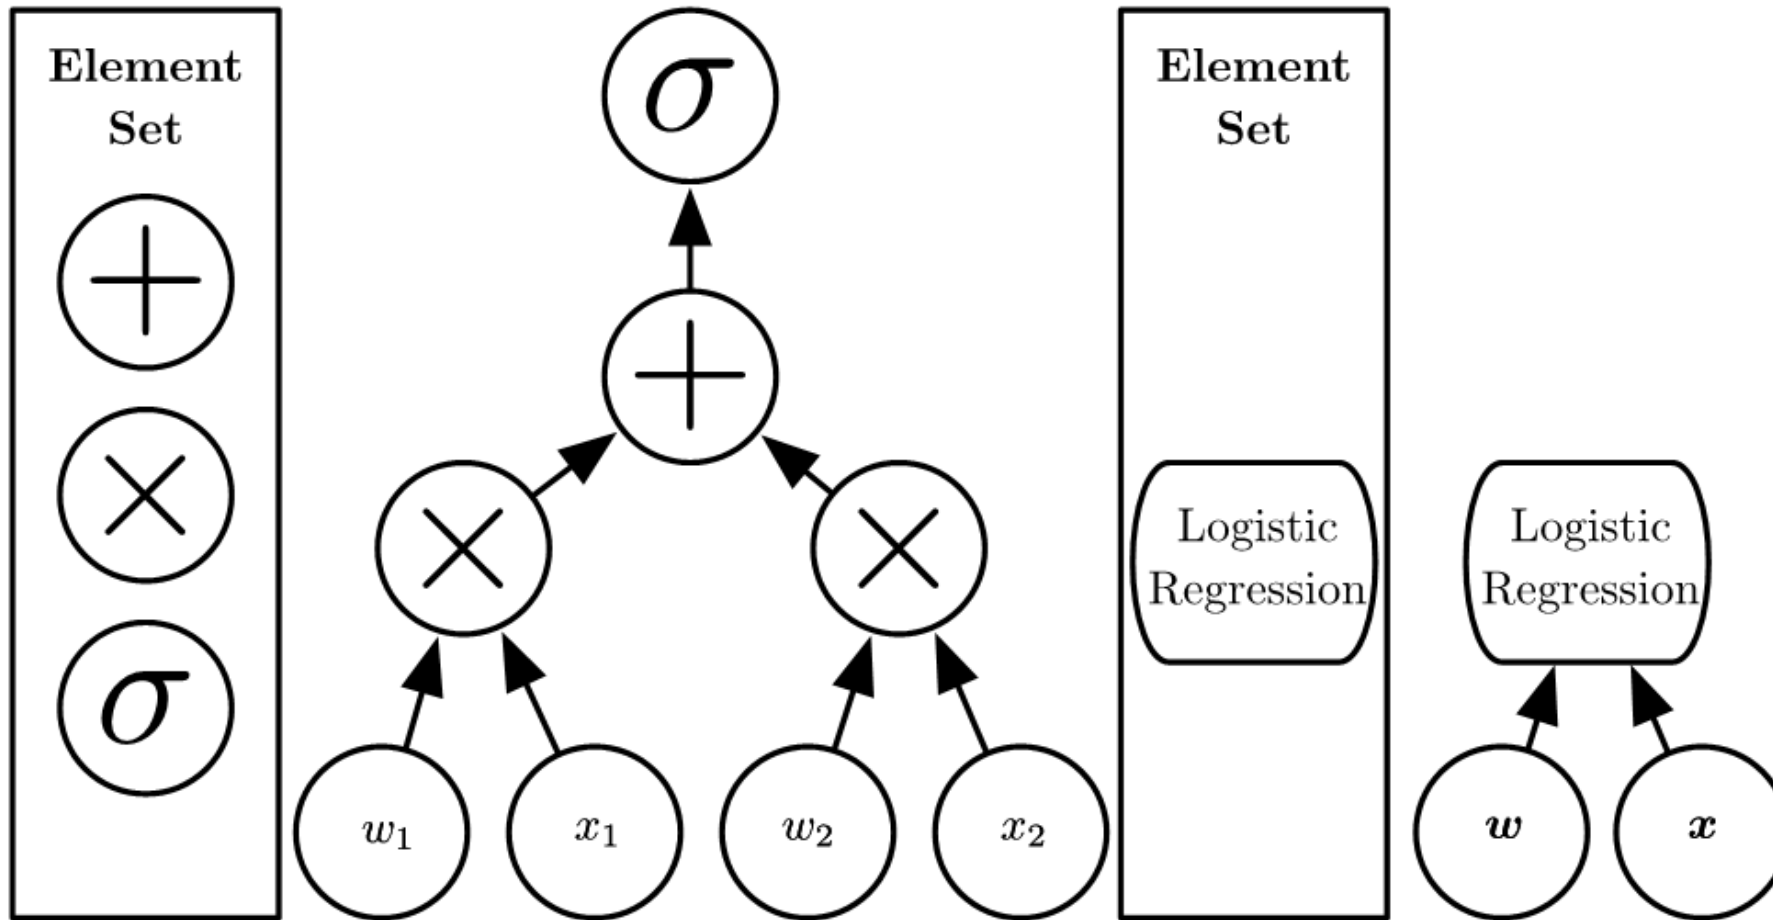 Element
Set
+
×
σ
σ
+
×
×
w₁
x₁
w₂
x₂
Element
Set
Logistic
Regression
Logistic
Regression
w
x